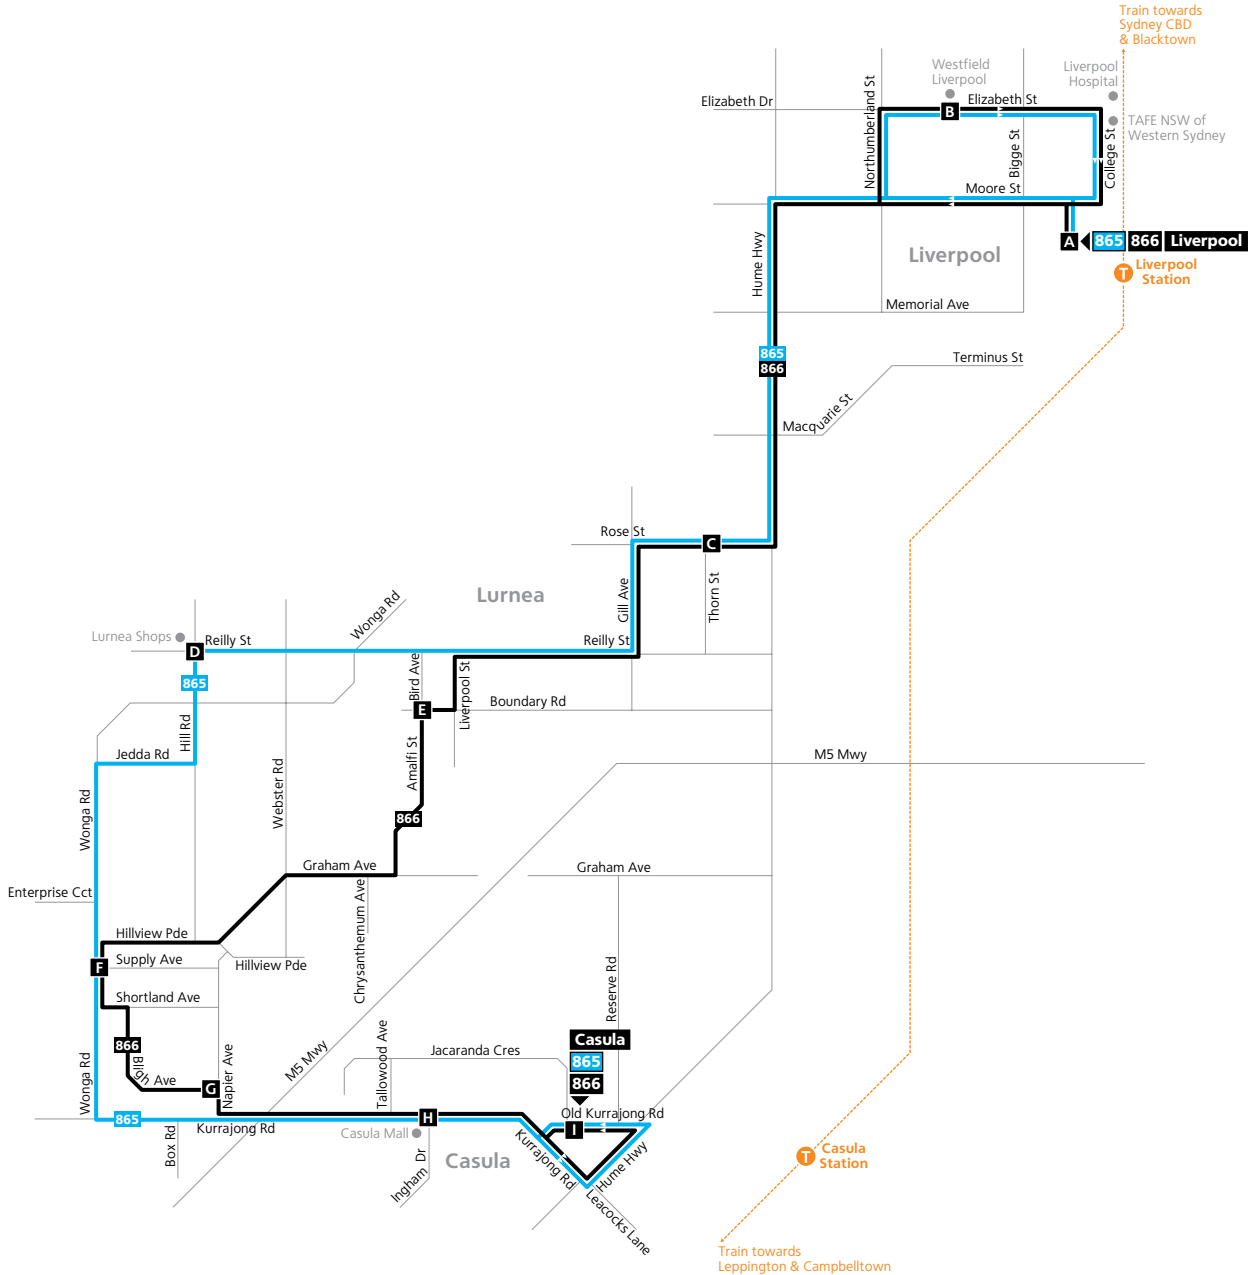 Train towards
Sydney CBD
& Blacktown
Westfield
Liverpool
Liverpool
Hospital
Elizabeth Dr
Northumberland St
B
Elizabeth St
Bigge St
College St
TAFE NSW of
Western Sydney
Moore St
Hume Hwy
Liverpool
A
865
866
Liverpool
T
Liverpool
Station
Memorial Ave
865
866
Terminus St
Macquarie St
Rose St
C
Gill Ave
Thorn St
Lurnea
Wonga Rd
Lurnea Shops
D
Reilly St
Reilly St
865
Bird Ave
Liverpool St
E
Boundary Rd
Hill Rd
Jedda Rd
Amalfi St
M5 Mwy
Wonga Rd
Webster Rd
866
Graham Ave
Graham Ave
Enterprise Cct
Chrysanthemum Ave
Hillview Pde
F
Supply Ave
Hillview Pde
Shortland Ave
Reserve Rd
866
Bligh Ave
G
Napier Ave
Wonga Rd
M5 Mwy
Tallowood Ave
Jacaranda Cres
Casula
865
866
Old Kurrajong Rd
I
865
Kurrajong Rd
Box Rd
H
Casula Mall
Ingham Dr
Casula
Kurrajong Rd
Hume Hwy
Leacocks Lane
T
Casula
Station
Train towards
Leppington & Campbelltown